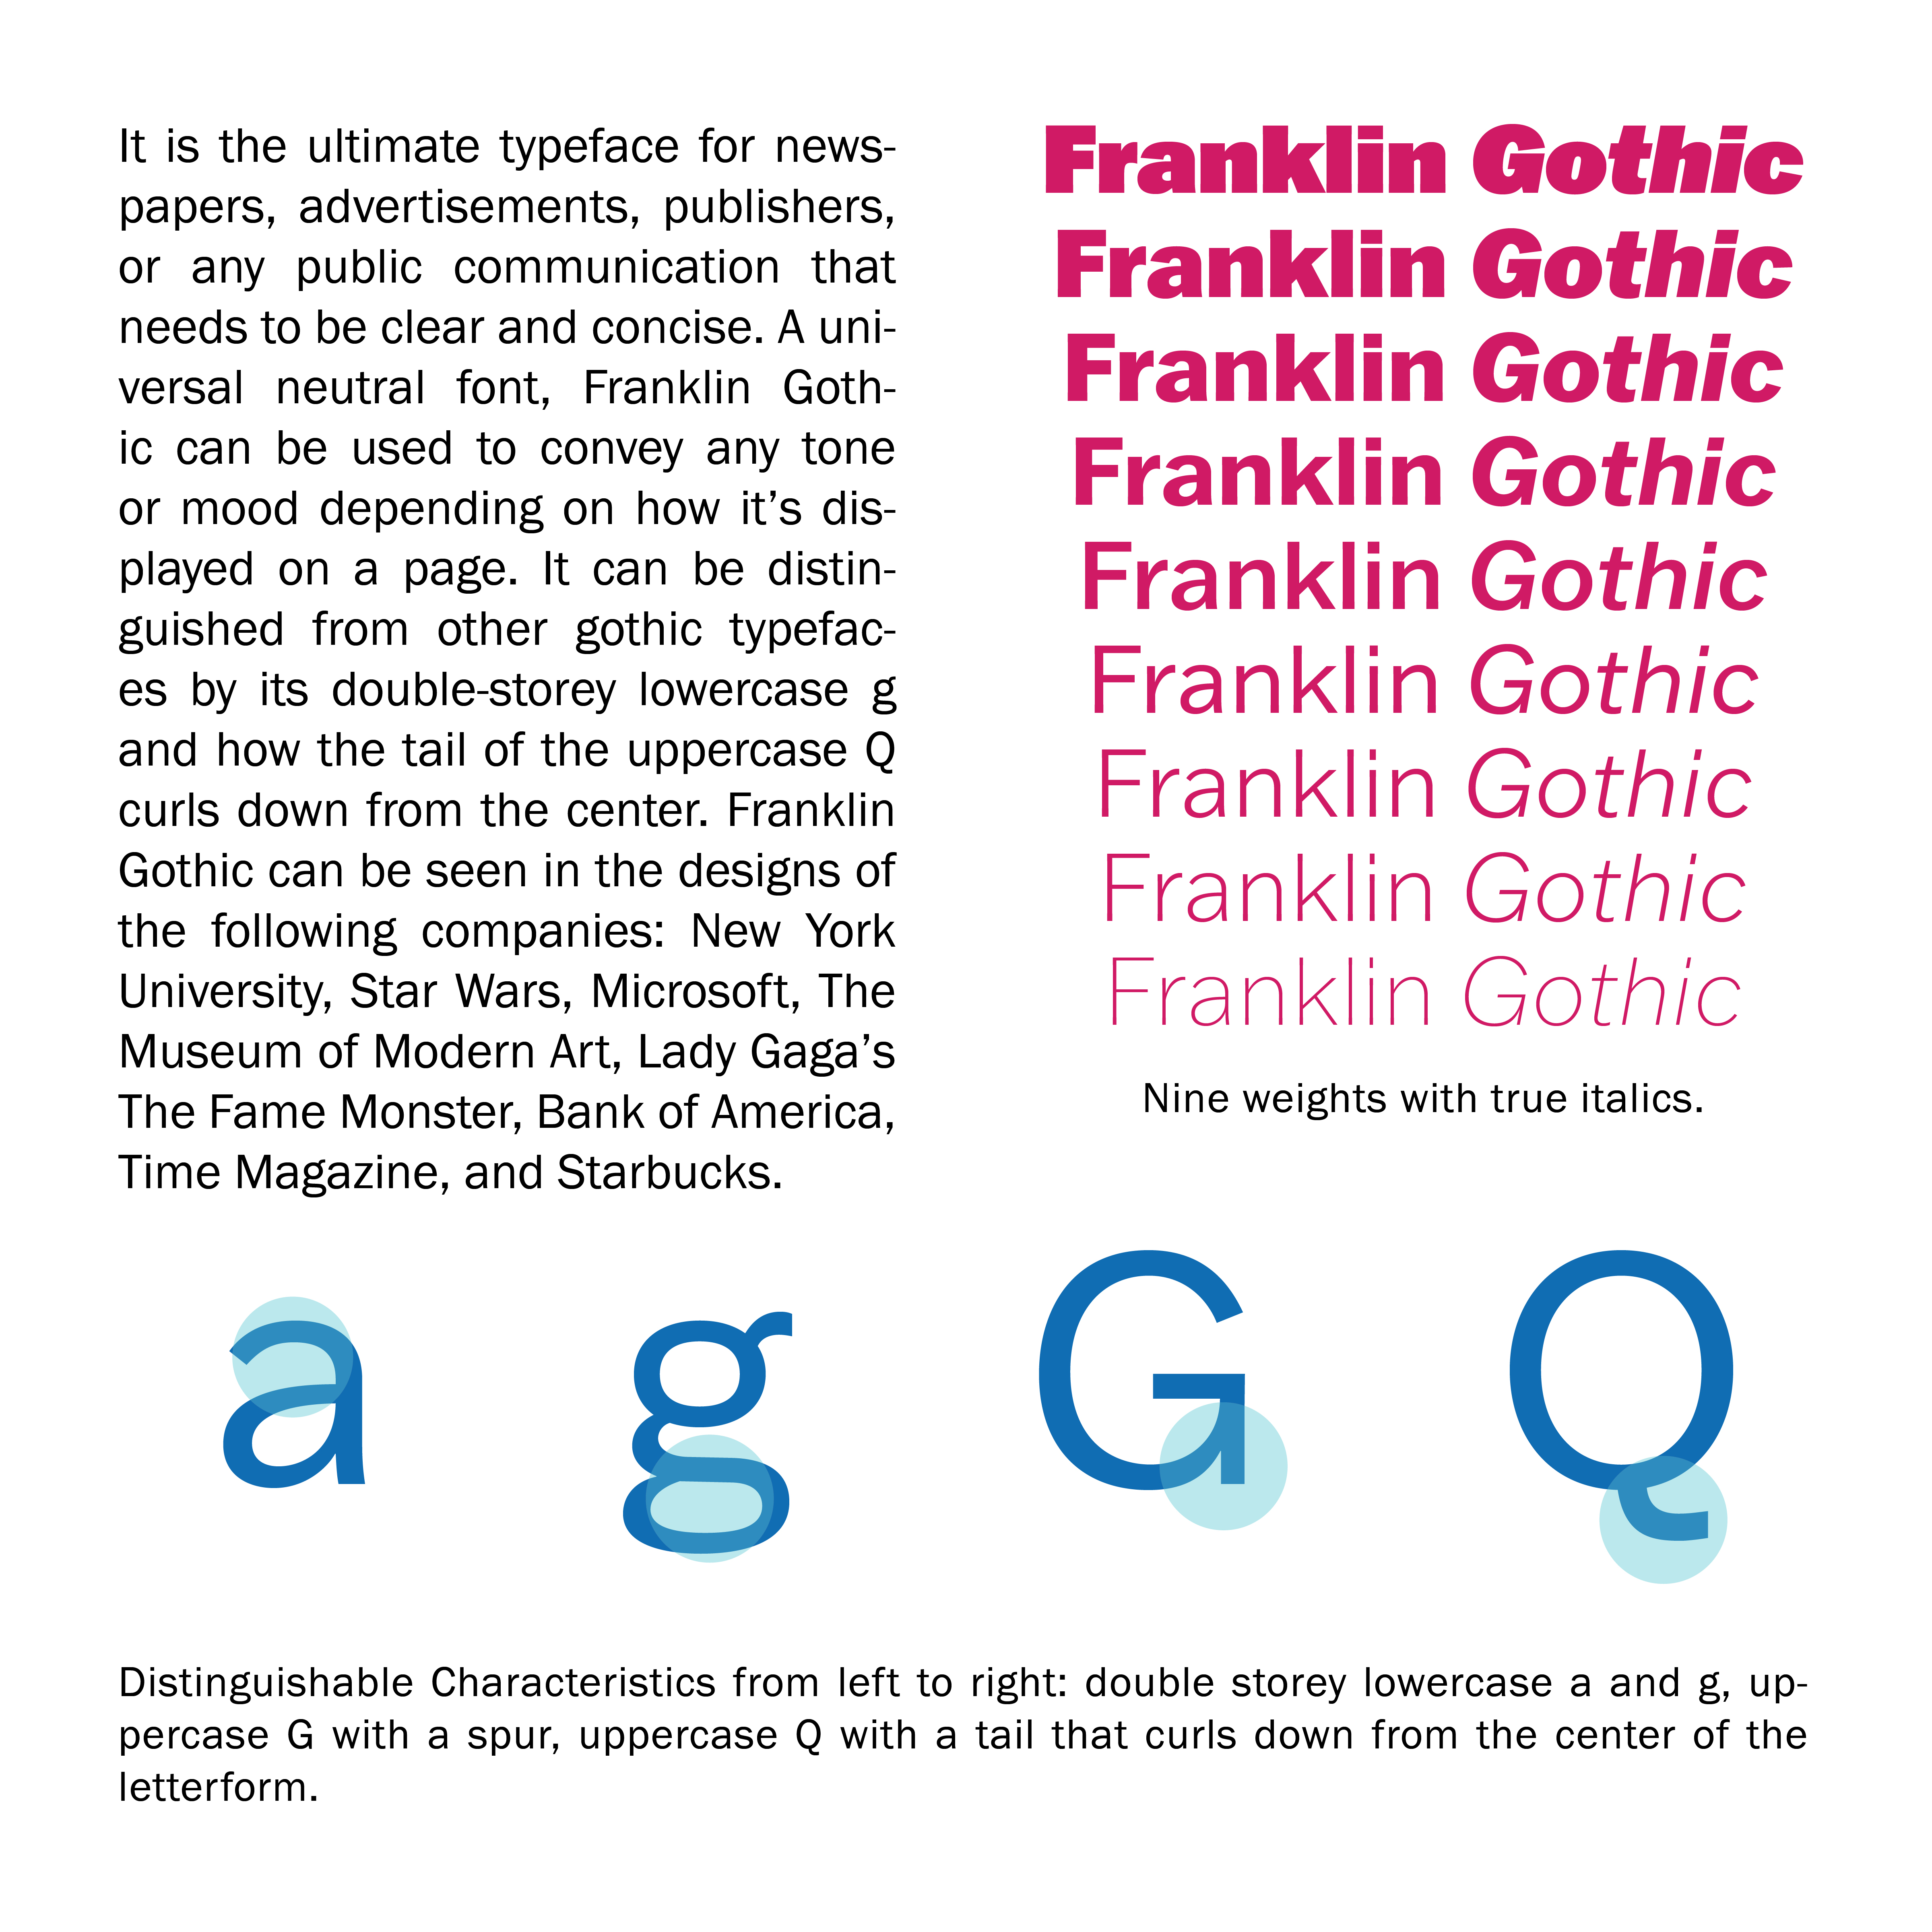 It is the ultimate typeface for news-
papers, advertisements, publishers,
or any public communication that
needs to be clear and concise. A uni-
versal neutral font, Franklin Goth-
ic can be used to convey any tone
or mood depending on how it’s dis-
played on a page. It can be distin-
guished from other gothic typefac-
es by its double-storey lowercase g
and how the tail of the uppercase Q
curls down from the center. Franklin
Gothic can be seen in the designs of
the following companies: New York
University, Star Wars, Microsoft, The
Museum of Modern Art, Lady Gaga’s
The Fame Monster, Bank of America,
Time Magazine, and Starbucks.
Franklin Gothic
Franklin Gothic
Franklin Gothic
Franklin Gothic
Franklin Gothic
Franklin Gothic
Franklin Gothic
Franklin Gothic
Franklin Gothic
Nine weights with true italics.
a g G Q
Distinguishable Characteristics from left to right: double storey lowercase a and g, up-
percase G with a spur, uppercase Q with a tail that curls down from the center of the
letterform.